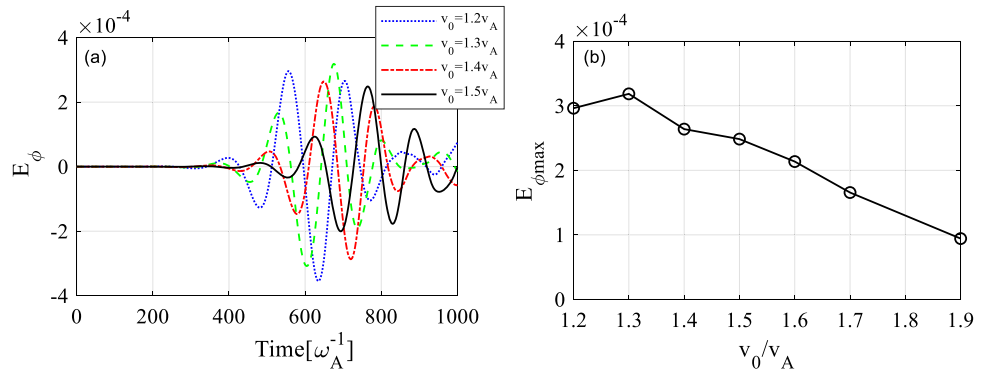 ×10⁻⁴
(a)
v₀=1.2v_A
v₀=1.3v_A
v₀=1.4v_A
v₀=1.5v_A
4
2
0
-2
-4
E_ϕ
0 200 400 600 800 1000
Time[ω_A⁻¹]
×10⁻⁴
(b)
4
3
2
1
0
E_ϕmax
1.2 1.3 1.4 1.5 1.6 1.7 1.8 1.9
v₀/v_A